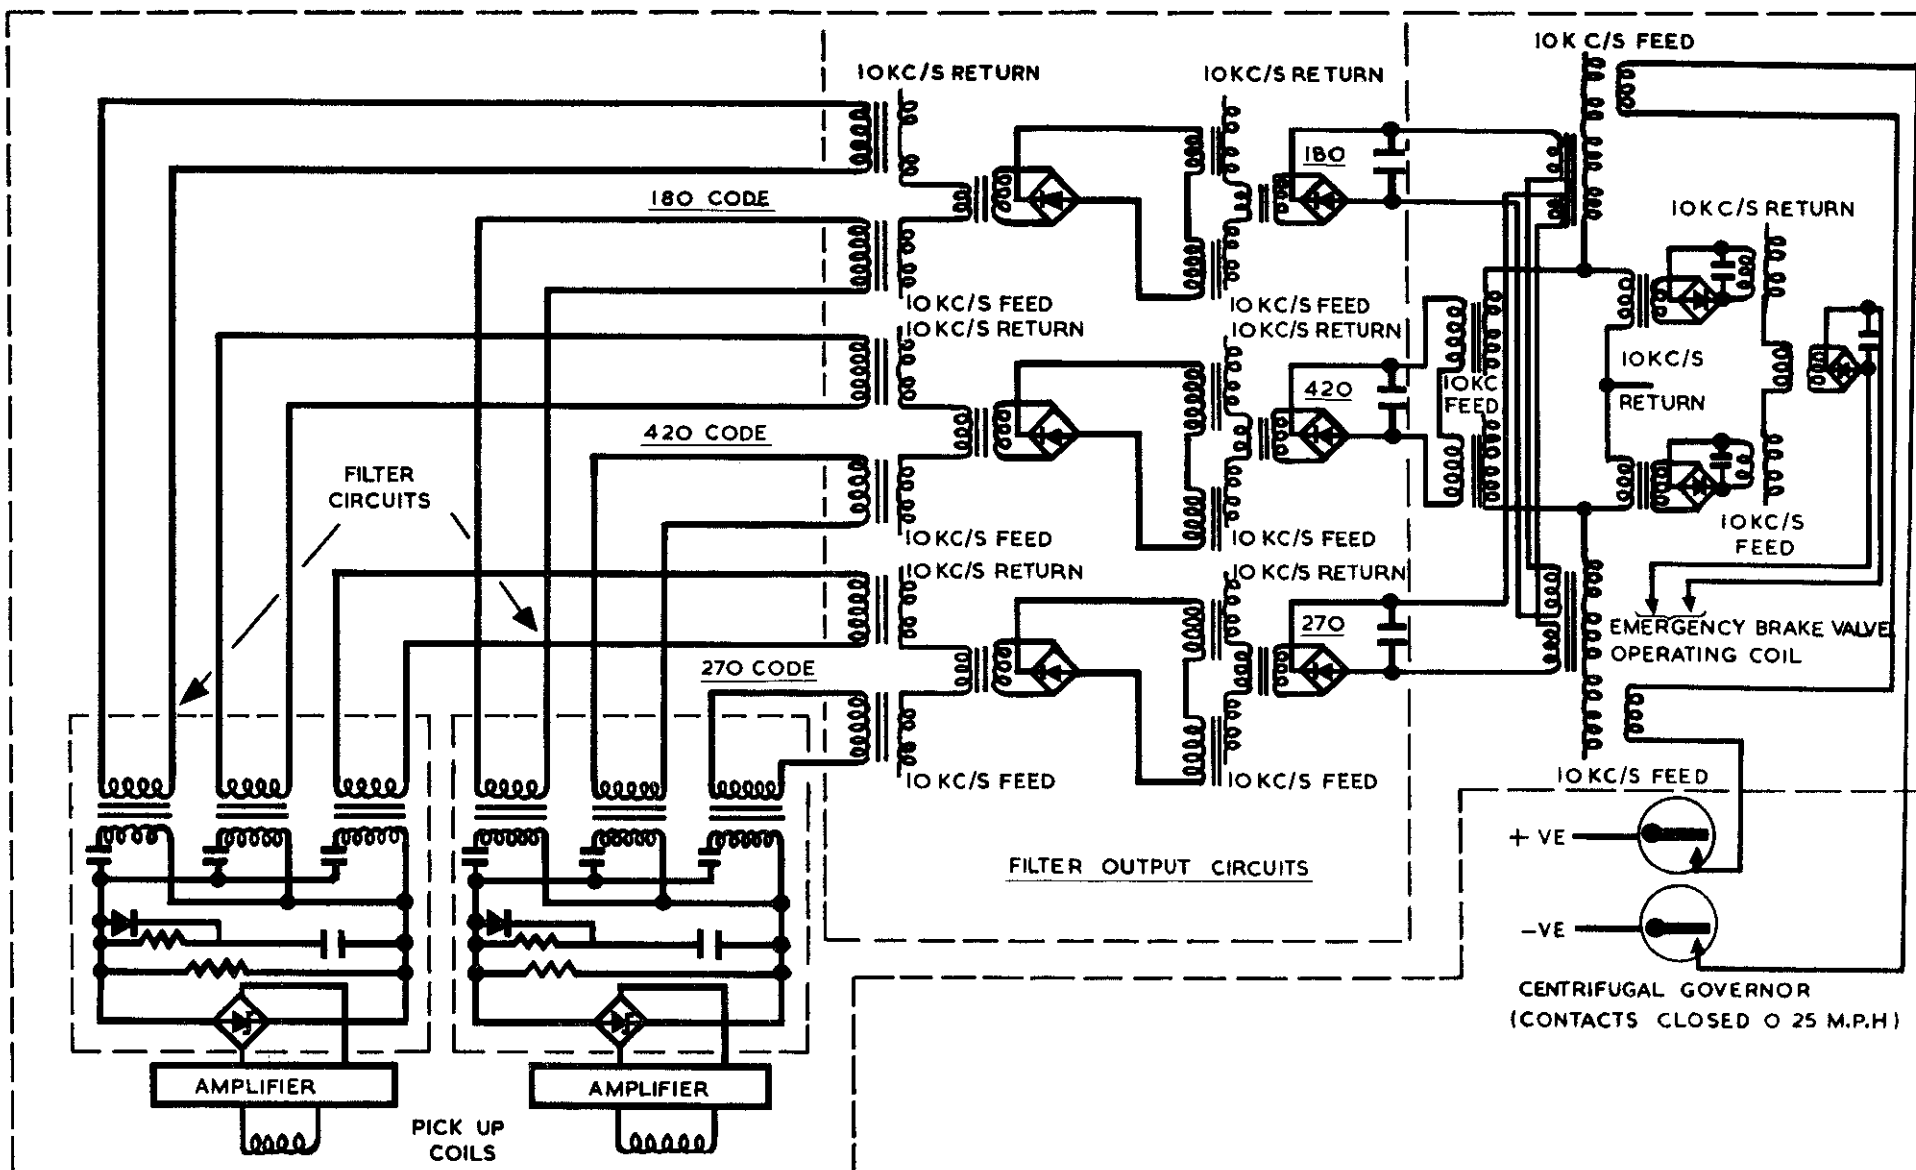 10KC/S RETURN
10KC/S RETURN
10K C/S FEED
180
180 CODE
10KC/S RETURN
10KC/S FEED
10KC/S FEED
10KC/S RETURN
10KC/S RETURN
10KC/S
RETURN
10KC
FEED
420
420 CODE
FILTER
CIRCUITS
10KC/S FEED
10KC/S FEED
10KC/S
FEED
10KC/S RETURN
10KC/S RETURN
270
EMERGENCY BRAKE VALVE
OPERATING COIL
270 CODE
10KC/S FEED
10KC/S FEED
10KC/S FEED
+ VE
FILTER OUTPUT CIRCUITS
-VE
CENTRIFUGAL GOVERNOR
(CONTACTS CLOSED O 25 M.P.H)
AMPLIFIER
AMPLIFIER
PICK UP
COILS